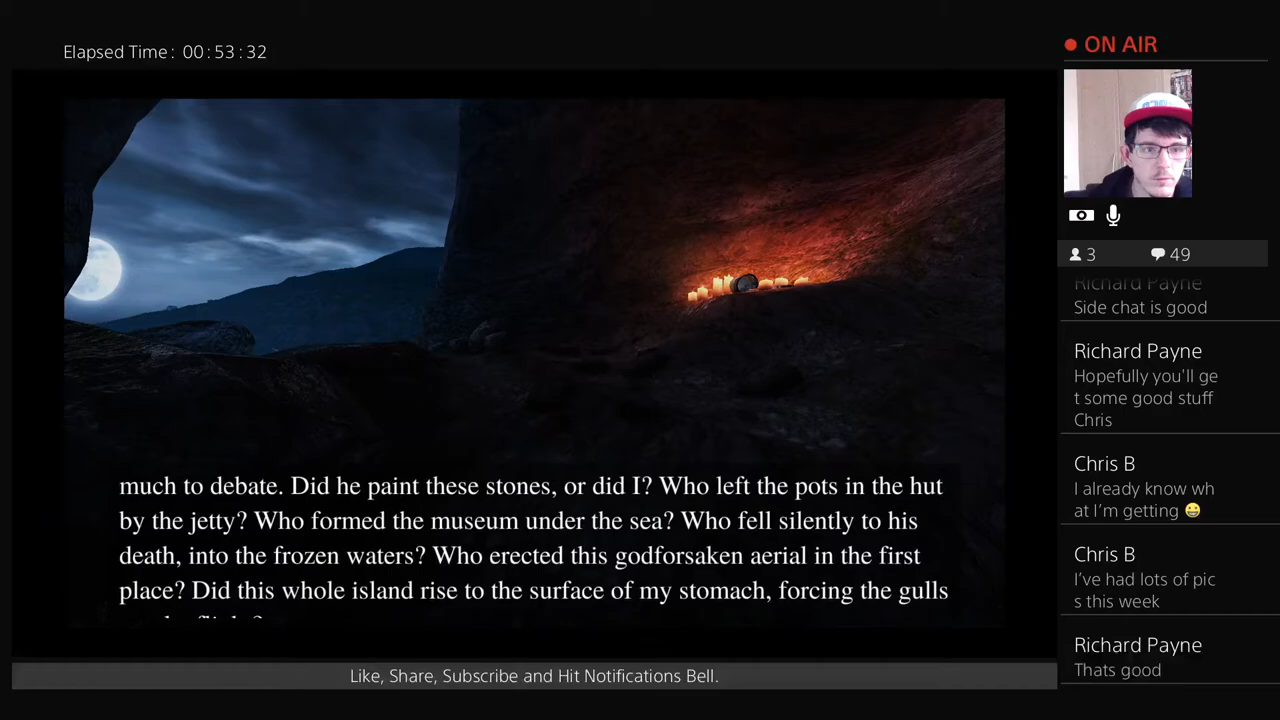 Elapsed Time: 00:53:32
ON AIR
3
49
Richard Payne
Side chat is good
Richard Payne
Hopefully you'll ge
t some good stuff
Chris
Chris B
I already know wh
at I'm getting 😀
Chris B
I've had lots of pic
s this week
Richard Payne
Thats good
much to debate. Did he paint these stones, or did I? Who left the pots in the hut
by the jetty? Who formed the museum under the sea? Who fell silently to his
death, into the frozen waters? Who erected this godforsaken aerial in the first
place? Did this whole island rise to the surface of my stomach, forcing the gulls
Like, Share, Subscribe and Hit Notifications Bell.